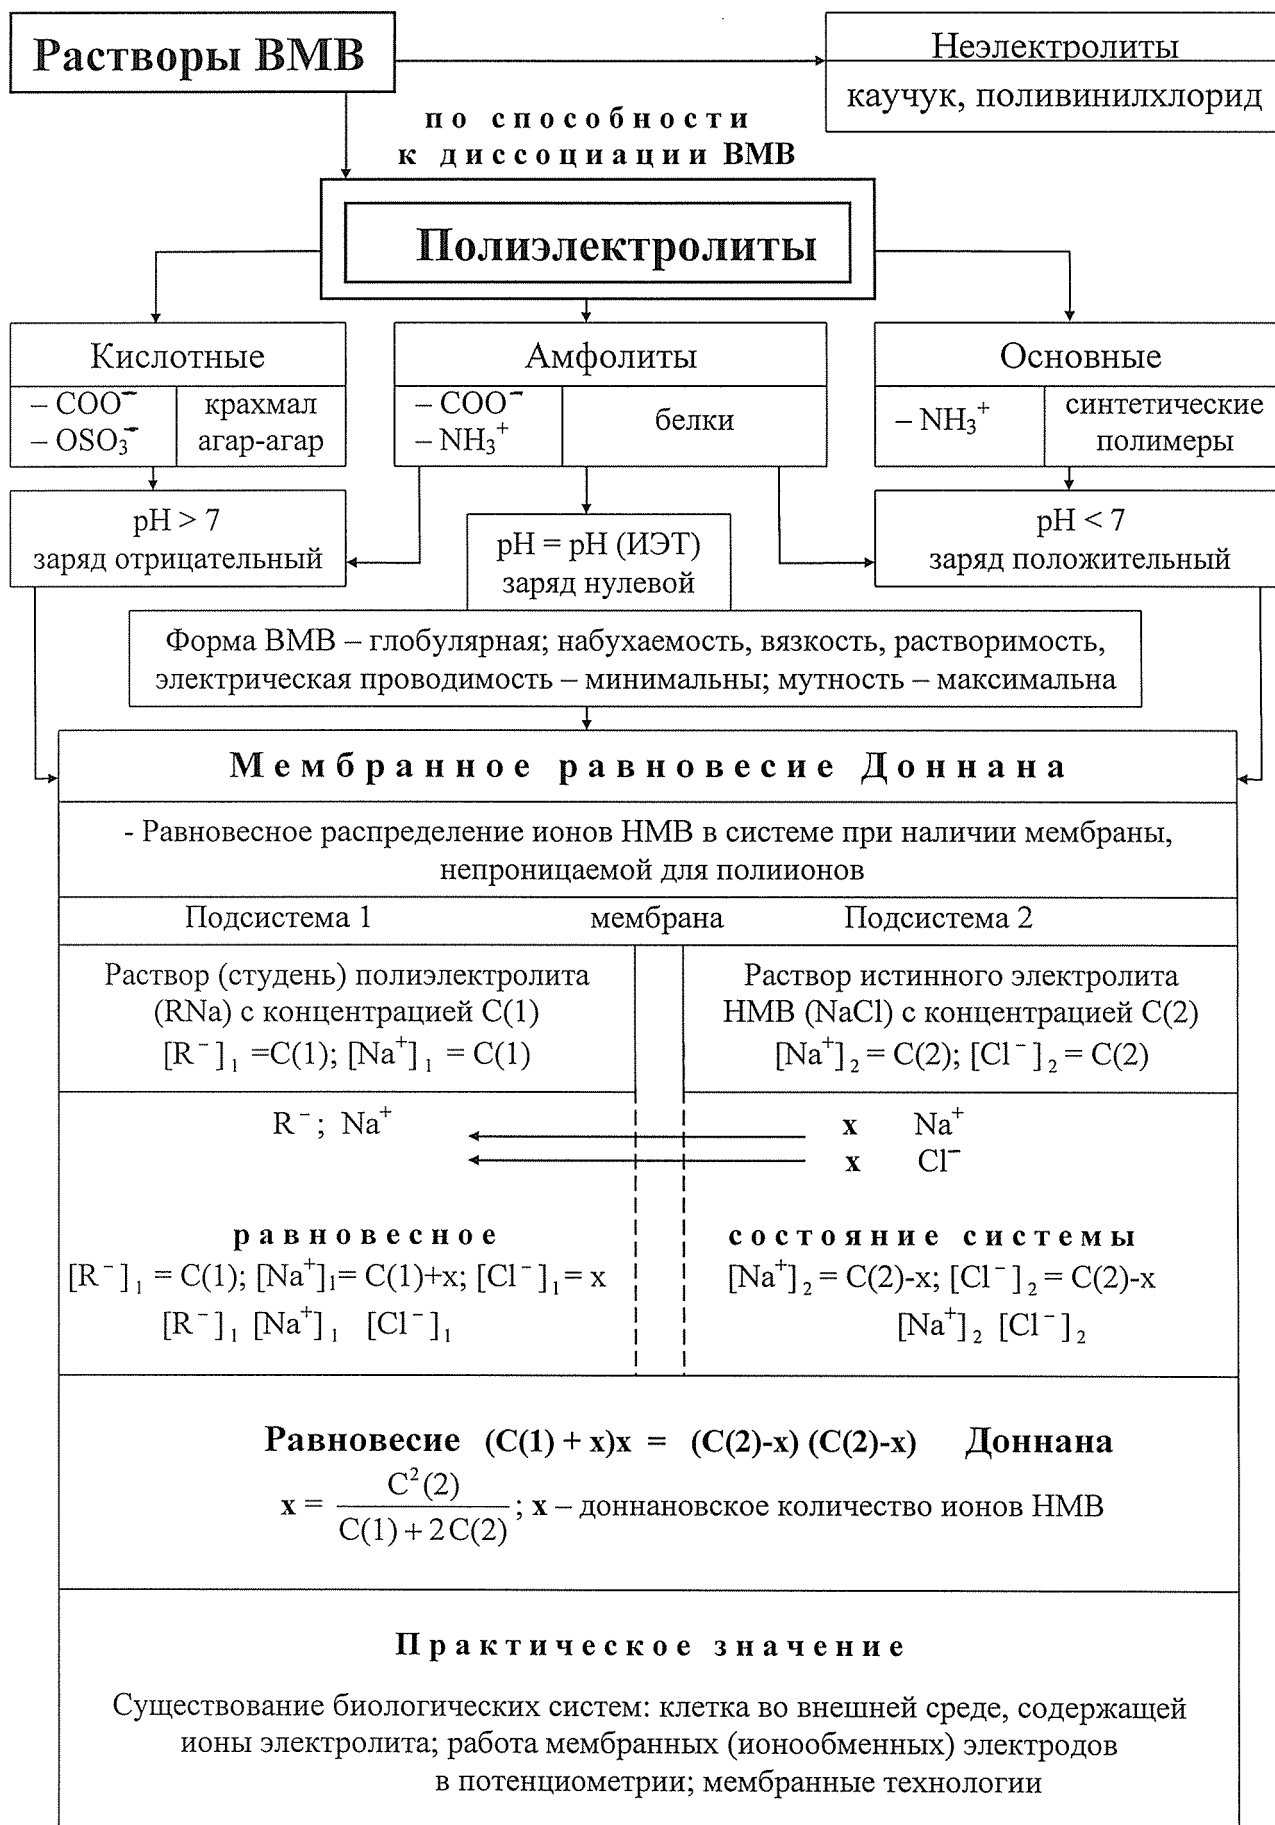 Растворы ВМВ
Неэлектролиты
каучук, поливинилхлорид
по способности
к диссоциации ВМВ
Полиэлектролиты
Кислотные
– COO⁻
– OSO₃⁻
крахмал
агар-агар
Амфолиты
– COO⁻
– NH₃⁺
белки
Основные
– NH₃⁺
синтетические
полимеры
pH > 7
заряд отрицательный
pH = pH (ИЭТ)
заряд нулевой
pH < 7
заряд положительный
Форма ВМВ – глобулярная; набухаемость, вязкость, растворимость,
электрическая проводимость – минимальны; мутность – максимальна
Мембранное равновесие Доннана
- Равновесное распределение ионов НМВ в системе при наличии мембраны,
непроницаемой для полиионов
Подсистема 1 мембрана Подсистема 2
Раствор (студень) полиэлектролита
(RNa) с концентрацией C(1)
[R⁻]₁ =C(1); [Na⁺]₁ = C(1)
Раствор истинного электролита
НМВ (NaCl) с концентрацией C(2)
[Na⁺]₂ = C(2); [Cl⁻]₂ = C(2)
R⁻; Na⁺
x Na⁺
x Cl⁻
равновесное состояние системы
[R⁻]₁ = C(1); [Na⁺]₁= C(1)+x; [Cl⁻]₁= x
[R⁻]₁ [Na⁺]₁ [Cl⁻]₁
[Na⁺]₂ = C(2)-x; [Cl⁻]₂ = C(2)-x
[Na⁺]₂ [Cl⁻]₂
Равновесие (C(1) + x)x = (C(2)-x) (C(2)-x) Доннана
x = C²(2) / C(1) + 2C(2) ; x – доннановское количество ионов НМВ
Практическое значение
Существование биологических систем: клетка во внешней среде, содержащей
ионы электролита; работа мембранных (ионообменных) электродов
в потенциометрии; мембранные технологии